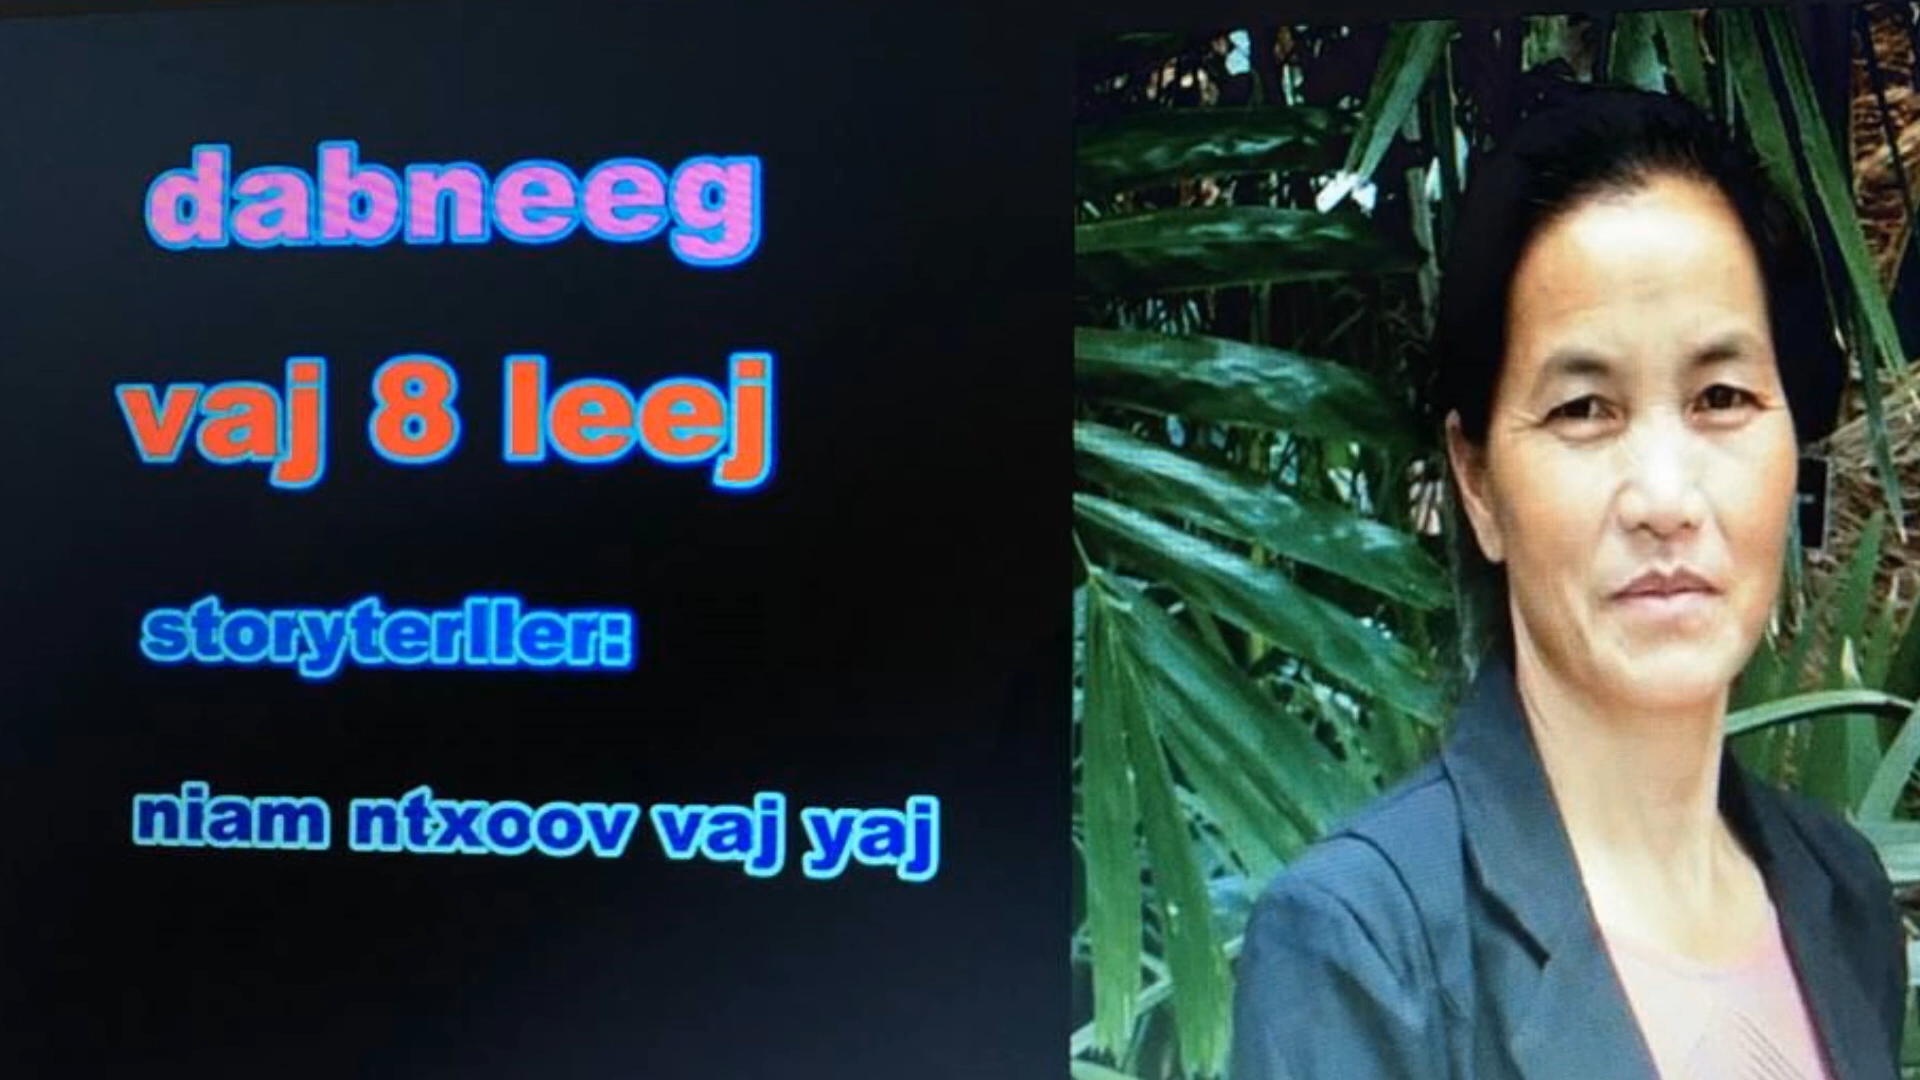 dabneeg
vaj 8 leej
storyterller:
niam ntxoov vaj yaj